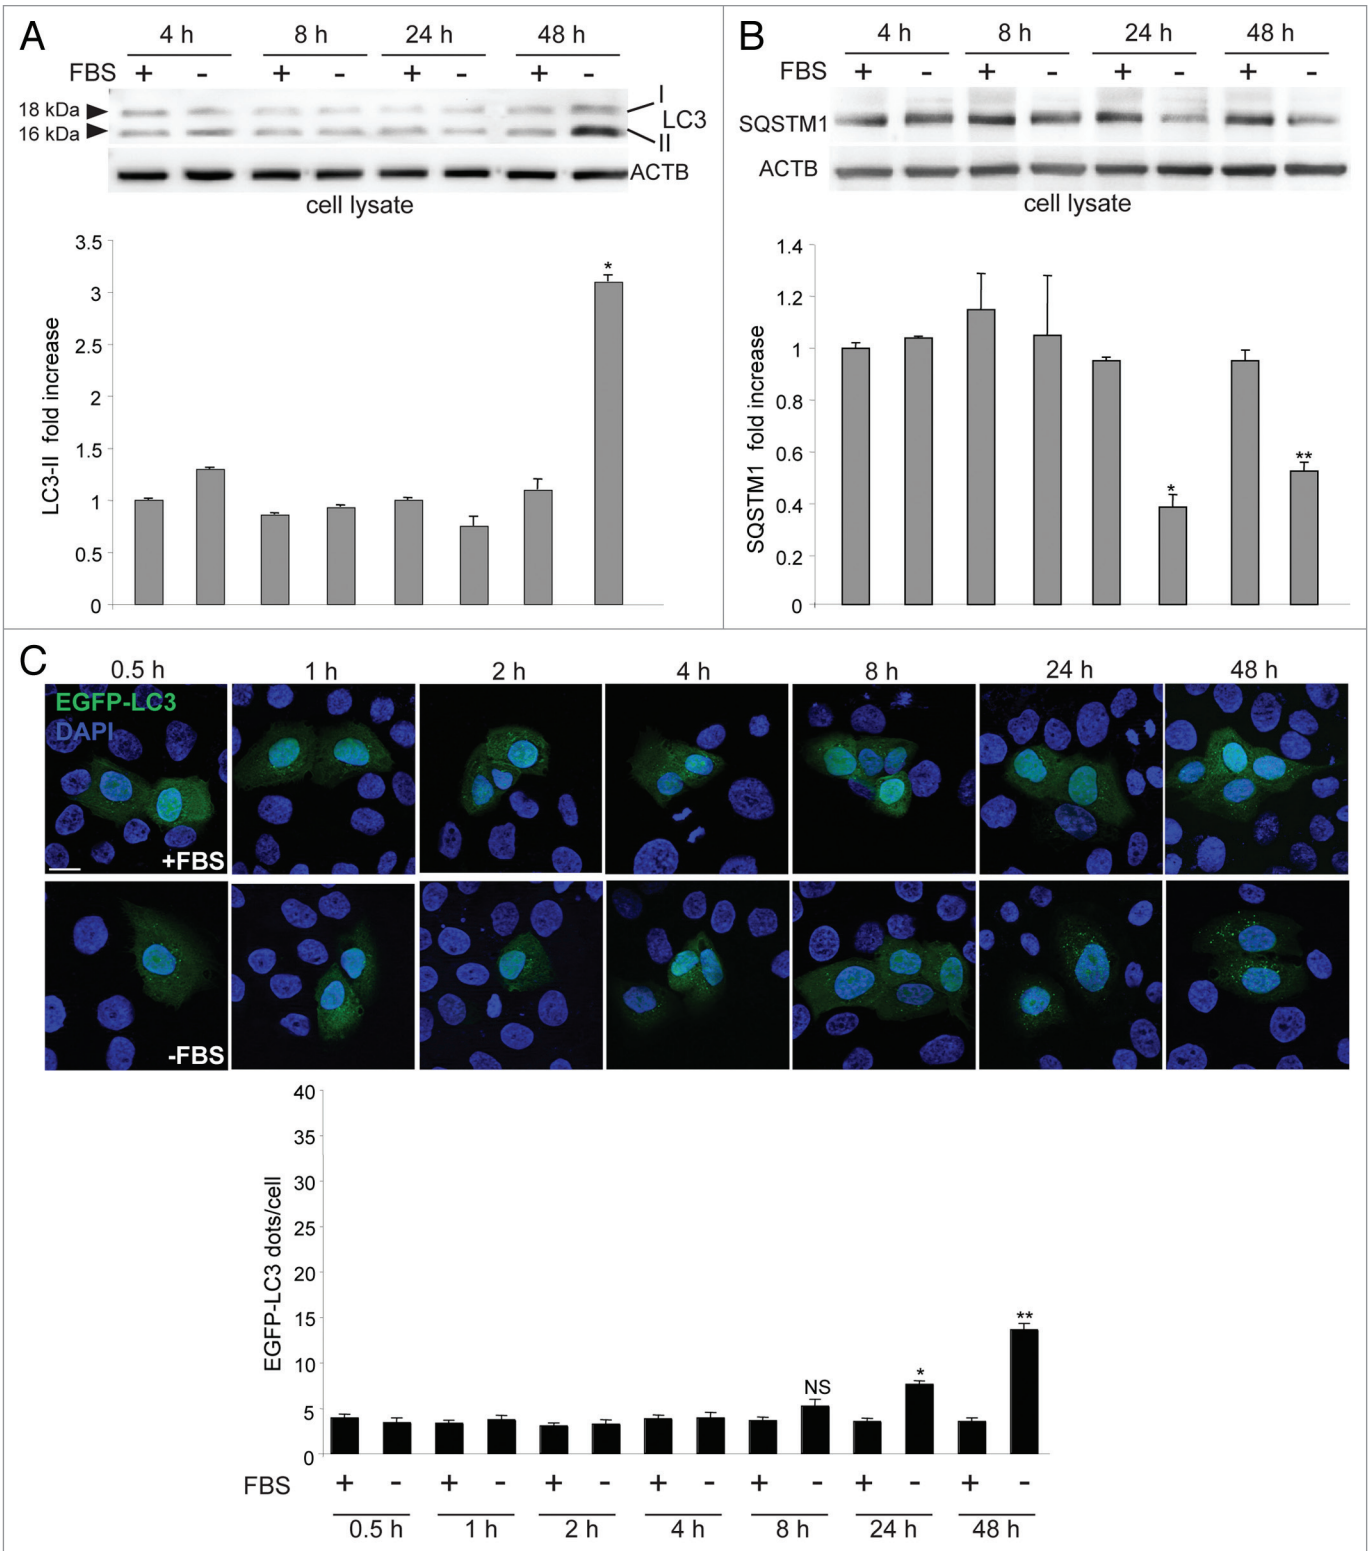 A
4 h 8 h 24 h 48 h
FBS + - + - + - + -
18 kDa I
LC3
16 kDa II
ACTB
cell lysate
3.5
3
2.5
2
1.5
1
0.5
0
LC3-II fold increase
*
B
4 h 8 h 24 h 48 h
FBS + - + - + - + -
SQSTM1
ACTB
cell lysate
1.4
1.2
1
0.8
0.6
0.4
0.2
0
SQSTM1 fold increase
*
**
C
0.5 h 1 h 2 h 4 h 8 h 24 h 48 h
EGFP-LC3
DAPI
+FBS
-FBS
40
35
30
25
20
15
10
5
0
EGFP-LC3 dots/cell
NS
*
**
FBS + - + - + - + - + - + - + -
0.5 h 1 h 2 h 4 h 8 h 24 h 48 h